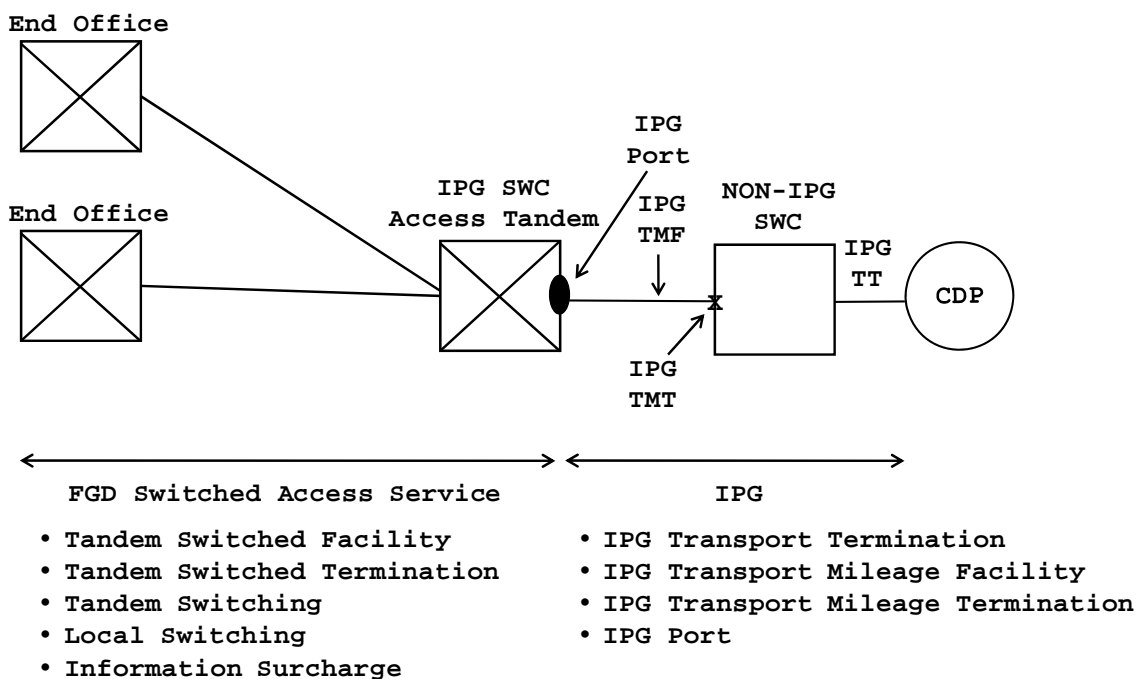 End Office
End Office
IPG SWC
Access Tandem
IPG
Port
IPG
TMF
NON-IPG
SWC
IPG
TT
CDP
IPG
TMT
FGD Switched Access Service
• Tandem Switched Facility
• Tandem Switched Termination
• Tandem Switching
• Local Switching
• Information Surcharge
IPG
• IPG Transport Termination
• IPG Transport Mileage Facility
• IPG Transport Mileage Termination
• IPG Port